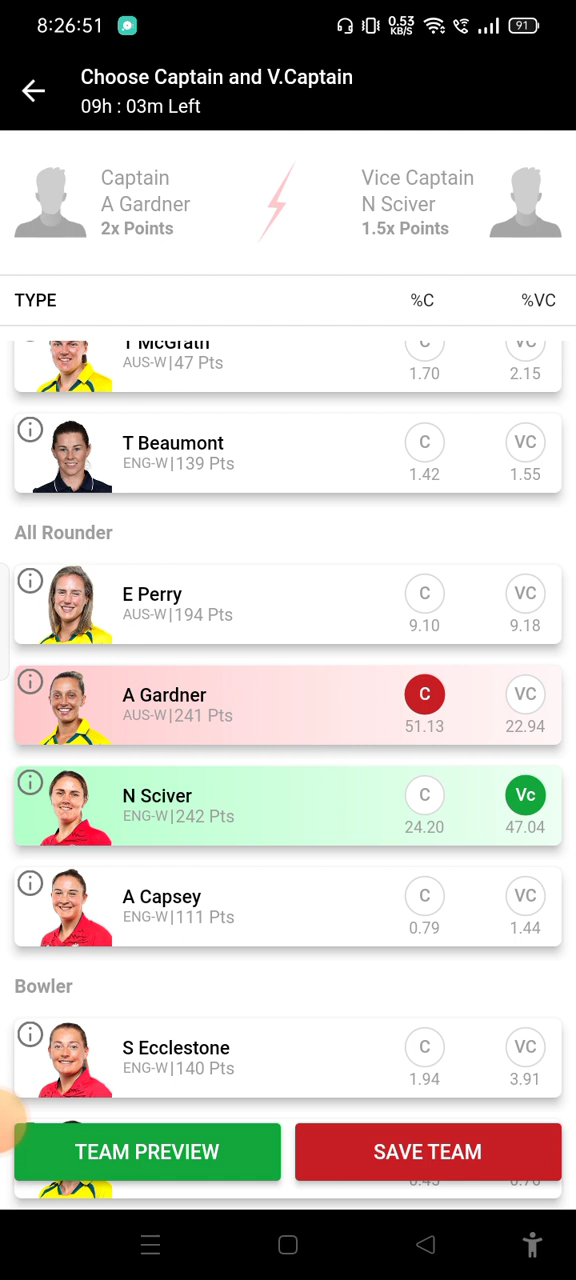 8:26:51
0.53
KB/S
91
Choose Captain and V.Captain
09h : 03m Left
Captain
A Gardner
2x Points
Vice Captain
N Sciver
1.5x Points
TYPE
%C
%VC
T McGrath
AUS-W|47 Pts
C
VC
1.70
2.15
T Beaumont
ENG-W|139 Pts
C
VC
1.42
1.55
All Rounder
E Perry
AUS-W|194 Pts
C
VC
9.10
9.18
A Gardner
AUS-W|241 Pts
C
VC
51.13
22.94
N Sciver
ENG-W|242 Pts
C
Vc
24.20
47.04
A Capsey
ENG-W|111 Pts
C
VC
0.79
1.44
Bowler
S Ecclestone
ENG-W|140 Pts
C
VC
1.94
3.91
TEAM PREVIEW
SAVE TEAM